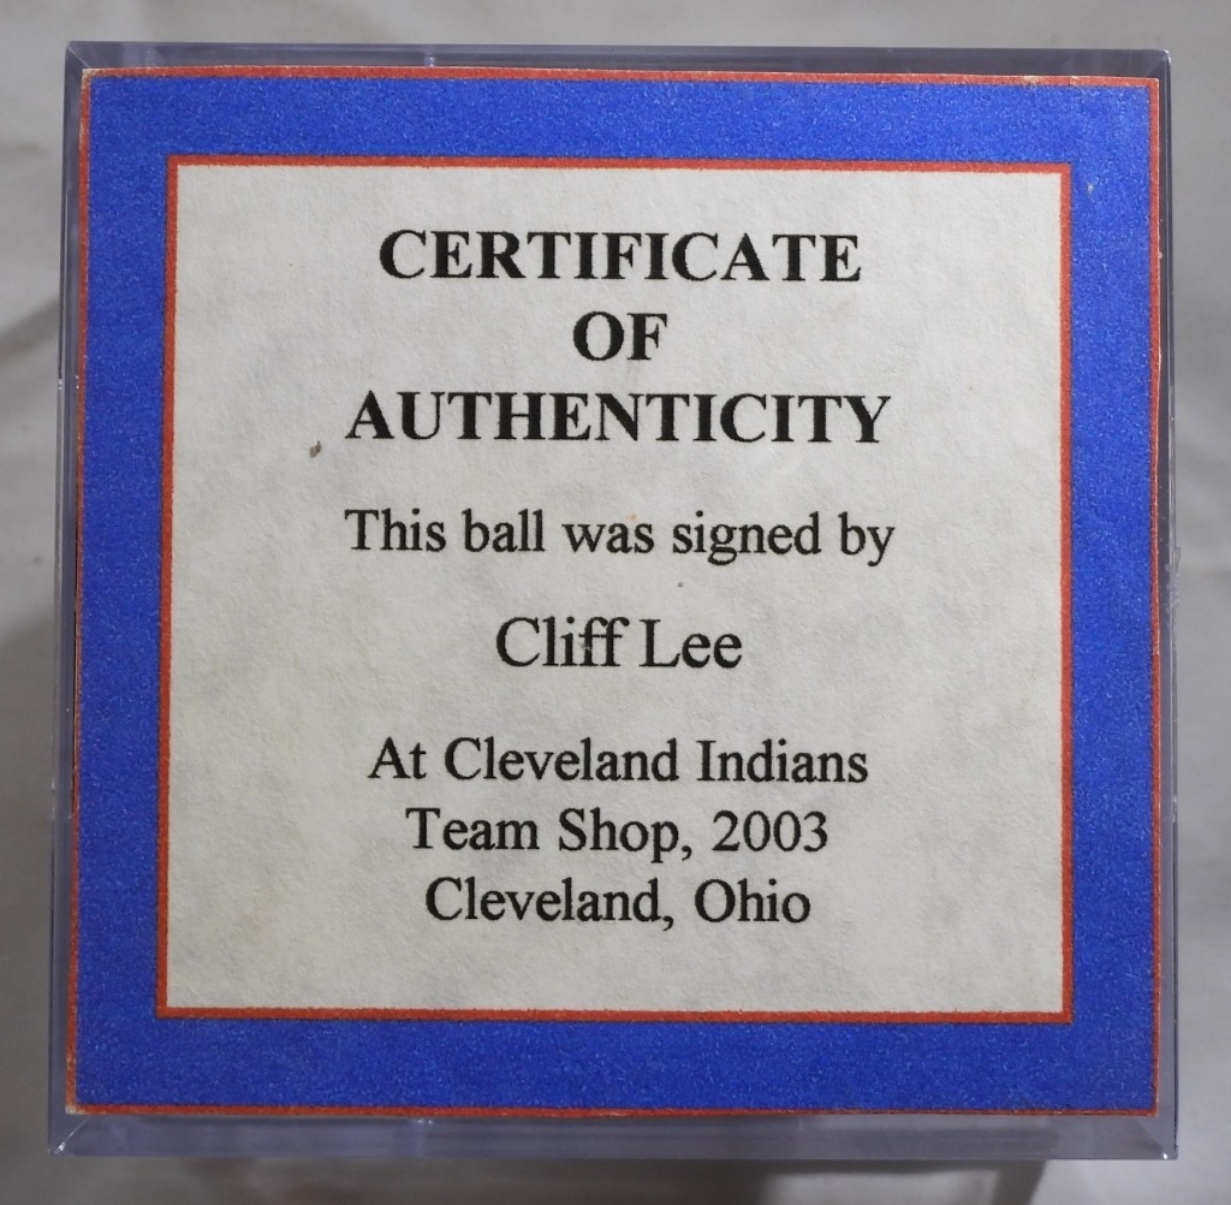 CERTIFICATE
OF
AUTHENTICITY
This ball was signed by
Cliff Lee
At Cleveland Indians
Team Shop, 2003
Cleveland, Ohio